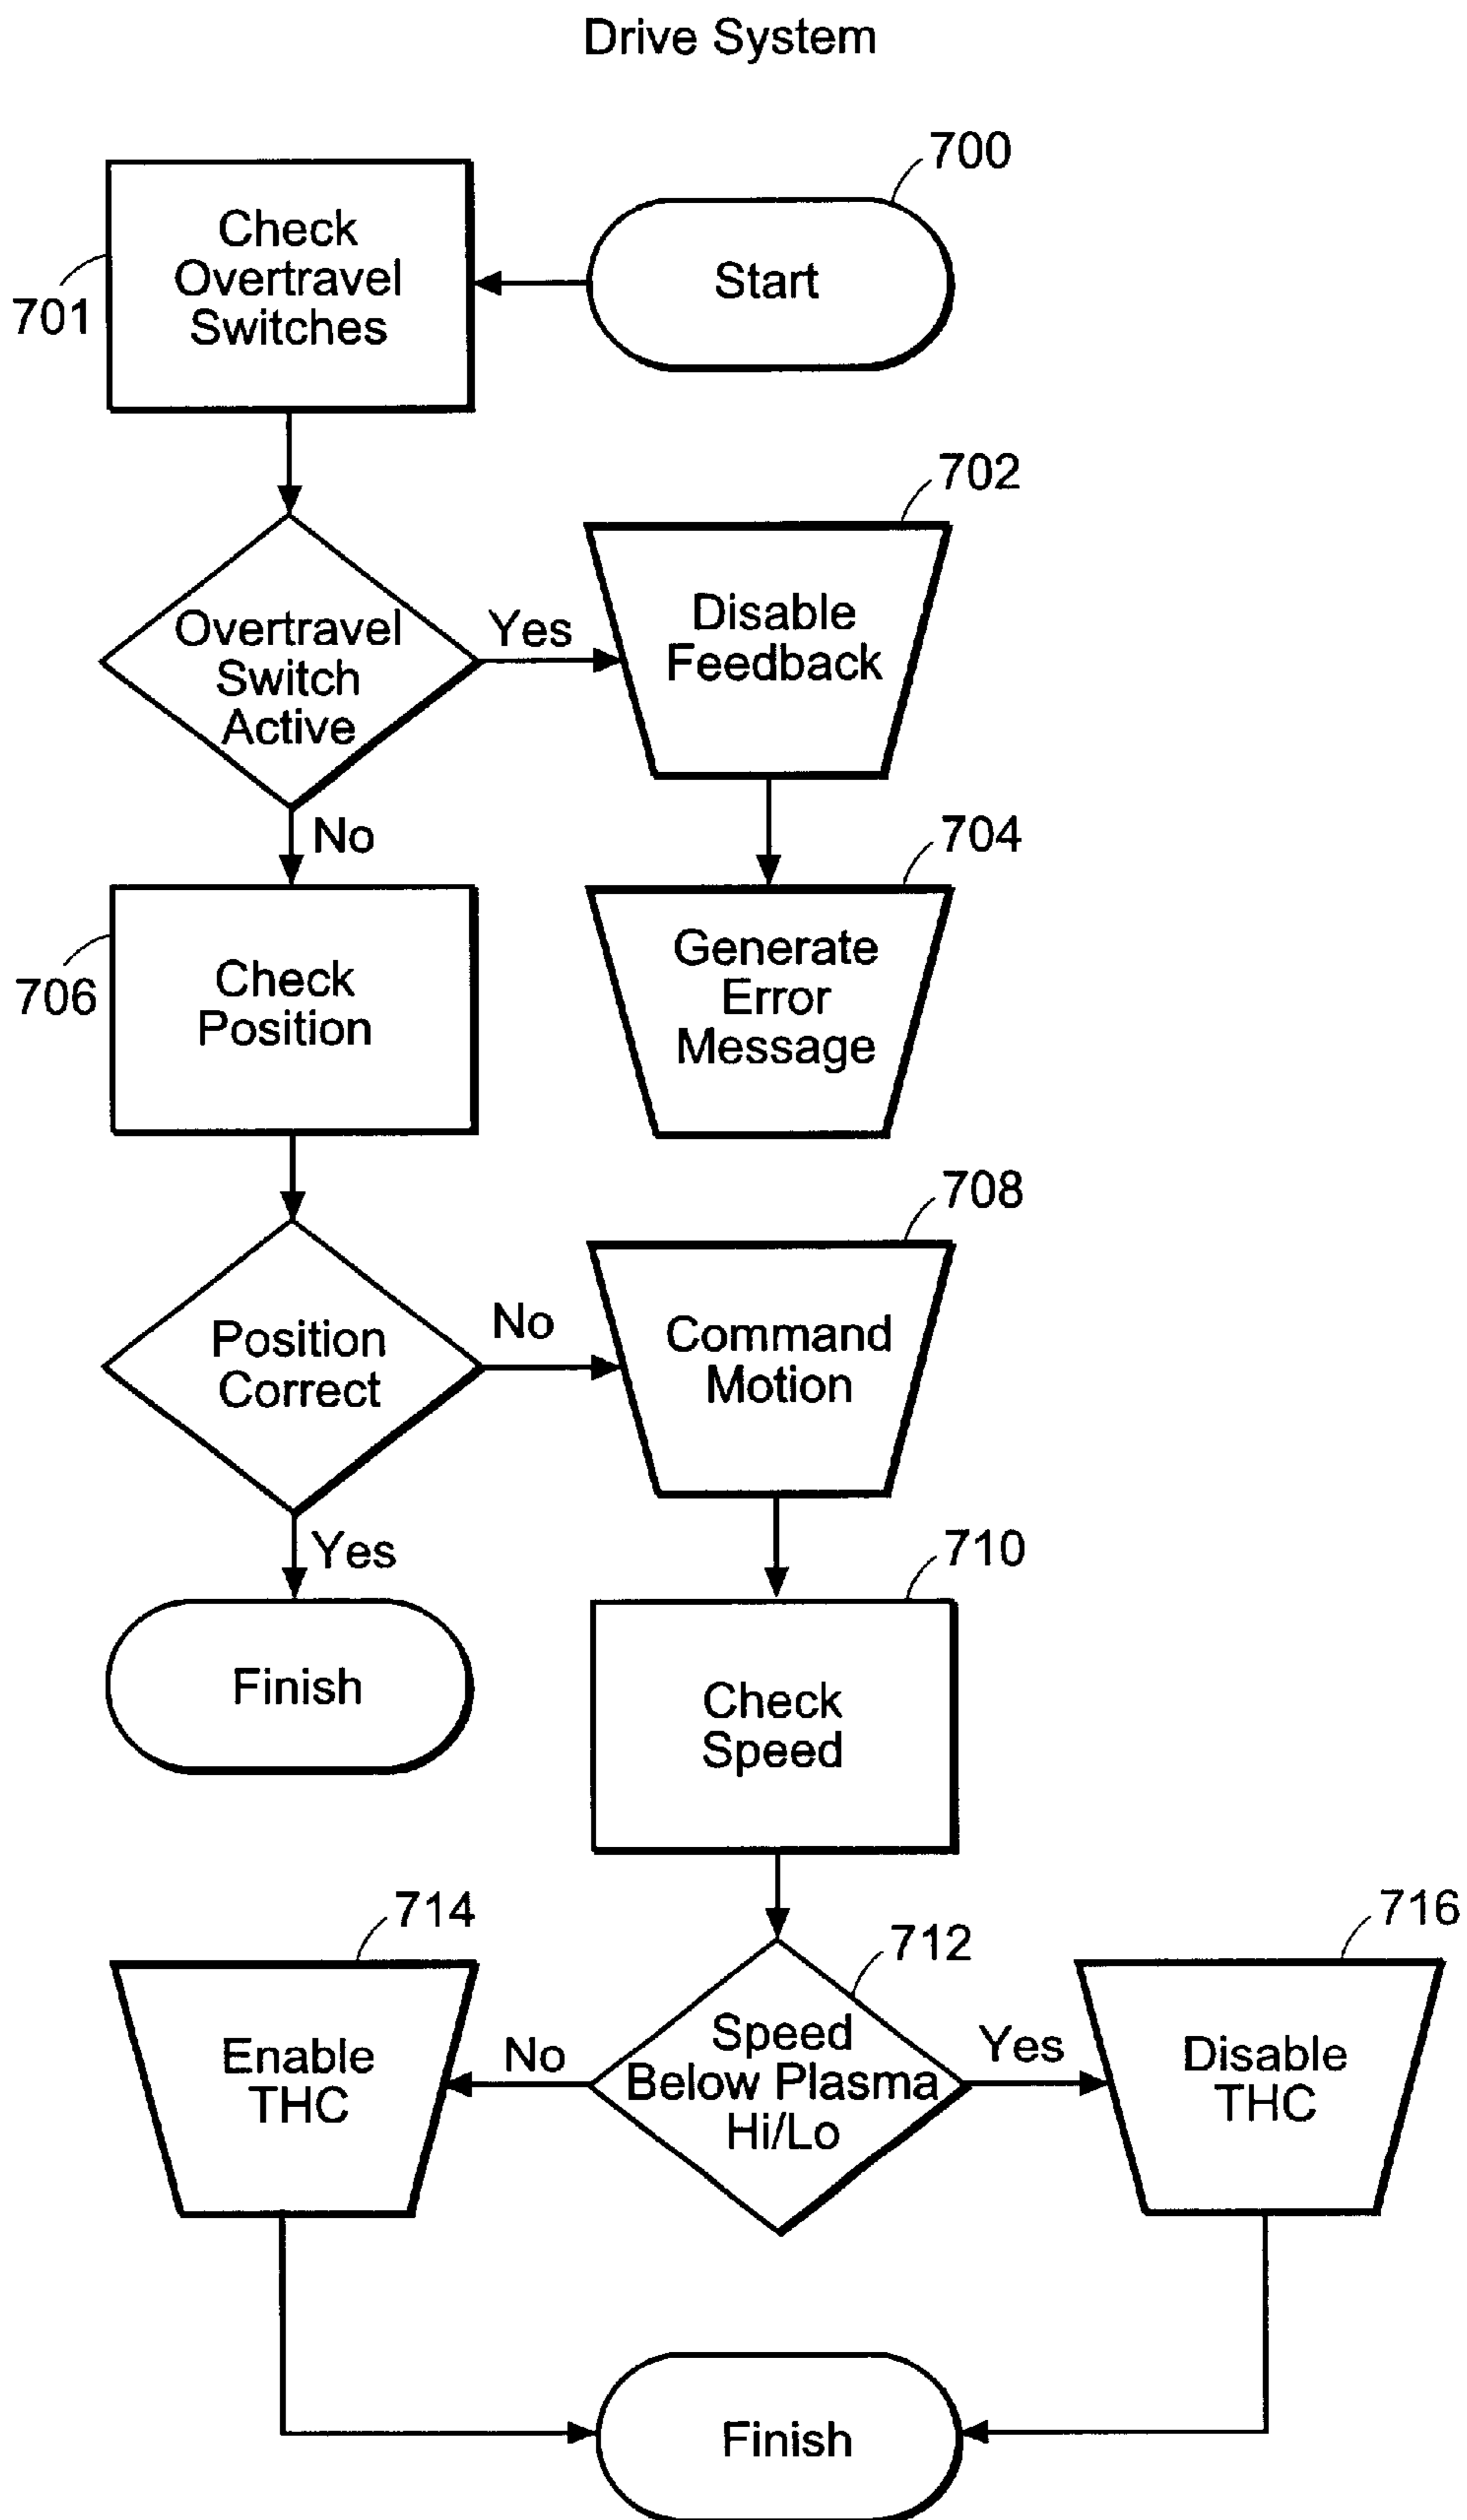 Drive System
700
Check
Overtravel
Switches
Start
701
702
Overtravel
Switch
Active
Yes
Disable
Feedback
No
704
706
Check
Position
Generate
Error
Message
708
Position
Correct
No
Command
Motion
Yes
710
Finish
Check
Speed
714
712
716
Enable
THC
No
Speed
Below Plasma
Hi/Lo
Yes
Disable
THC
Finish